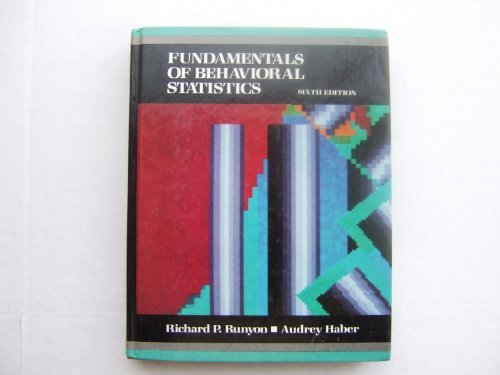 FUNDAMENTALS
OF BEHAVIORAL
STATISTICS SIXTH EDITION
Richard P. Runyon ■ Audrey Haber